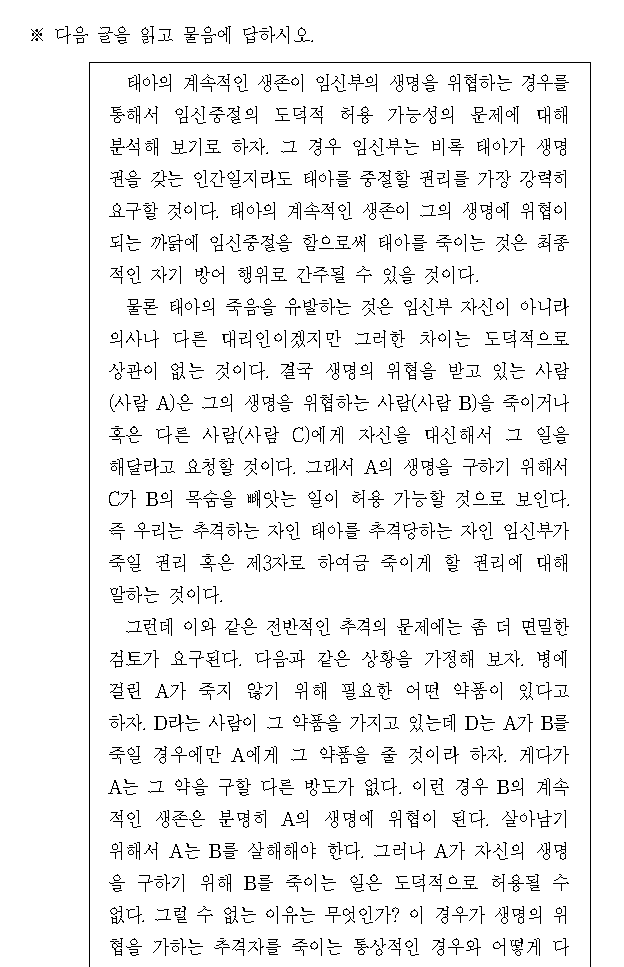 ※ 다음 글을 읽고 물음에 답하시오.
태아의 계속적인 생존이 임신부의 생명을 위협하는 경우를
통해서 임신중절의 도덕적 허용 가능성의 문제에 대해
분석해 보기로 하자. 그 경우 임신부는 비록 태아가 생명
권을 갖는 인간일지라도 태아를 중절할 권리를 가장 강력히
요구할 것이다. 태아의 계속적인 생존이 그의 생명에 위협이
되는 까닭에 임신중절을 함으로써 태아를 죽이는 것은 최종
적인 자기 방어 행위로 간주될 수 있을 것이다.
물론 태아의 죽음을 유발하는 것은 임신부 자신이 아니라
의사나 다른 대리인이겠지만 그러한 차이는 도덕적으로
상관이 없는 것이다. 결국 생명의 위협을 받고 있는 사람
(사람 A)은 그의 생명을 위협하는 사람(사람 B)을 죽이거나
혹은 다른 사람(사람 C)에게 자신을 대신해서 그 일을
해달라고 요청할 것이다. 그래서 A의 생명을 구하기 위해서
C가 B의 목숨을 빼앗는 일이 허용 가능할 것으로 보인다.
즉 우리는 추격하는 자인 태아를 추격당하는 자인 임신부가
죽일 권리 혹은 제3자로 하여금 죽이게 할 권리에 대해
말하는 것이다.
그런데 이와 같은 전반적인 추격의 문제에는 좀 더 면밀한
검토가 요구된다. 다음과 같은 상황을 가정해 보자. 병에
걸린 A가 죽지 않기 위해 필요한 어떤 약품이 있다고
하자. D라는 사람이 그 약품을 가지고 있는데 D는 A가 B를
죽일 경우에만 A에게 그 약품을 줄 것이라 하자. 게다가
A는 그 약을 구할 다른 방도가 없다. 이런 경우 B의 계속
적인 생존은 분명히 A의 생명에 위협이 된다. 살아남기
위해서 A는 B를 살해해야 한다. 그러나 A가 자신의 생명
을 구하기 위해 B를 죽이는 일은 도덕적으로 허용될 수
없다. 그럴 수 없는 이유는 무엇인가? 이 경우가 생명의 위
협을 가하는 추격자를 죽이는 통상적인 경우와 어떻게 다